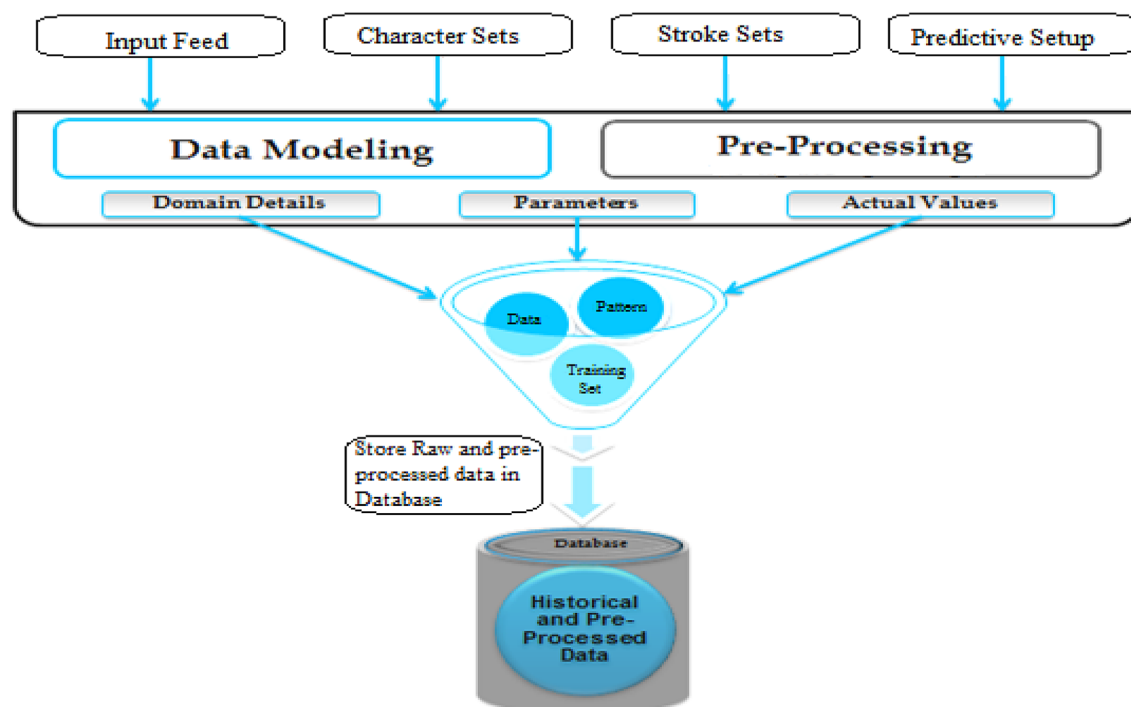 Input Feed
Character Sets
Stroke Sets
Predictive Setup
Data Modeling
Pre-Processing
Domain Details
Parameters
Actual Values
Data
Pattern
Training
Set
Store Raw and pre-
processed data in
Database
Database
Historical
and Pre-
Processed
Data